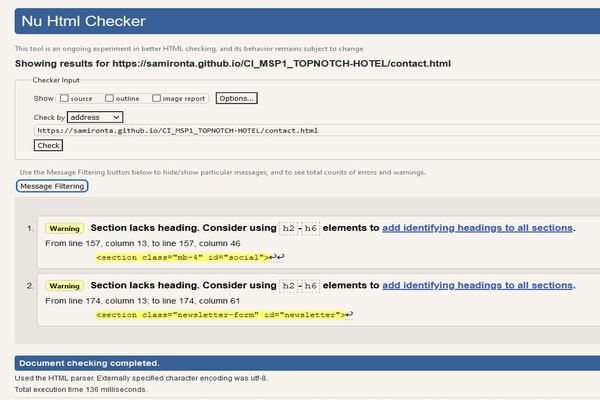 Nu Html Checker
This tool is an ongoing experiment in better HTML checking, and its behavior remains subject to change
Showing results for https://samironta.github.io/CI_MSP1_TOPNOTCH-HOTEL/contact.html
Checker Input
Show source outline image report Options...
Check by address
https://samironta.github.io/CI_MSP1_TOPNOTCH-HOTEL/contact.html
Check
Use the Message Filtering button below to hide/show particular messages, and to see total counts of errors and warnings.
Message Filtering
1. Warning Section lacks heading. Consider using h2-h6 elements to add identifying headings to all sections.
From line 157, column 13; to line 157, column 46
<section class="mb-4" id="social">↩↩
2. Warning Section lacks heading. Consider using h2-h6 elements to add identifying headings to all sections.
From line 174, column 13; to line 174, column 61
<section class="newsletter-form" id="newsletter">↩
Document checking completed.
Used the HTML parser. Externally specified character encoding was utf-8.
Total execution time 136 milliseconds.